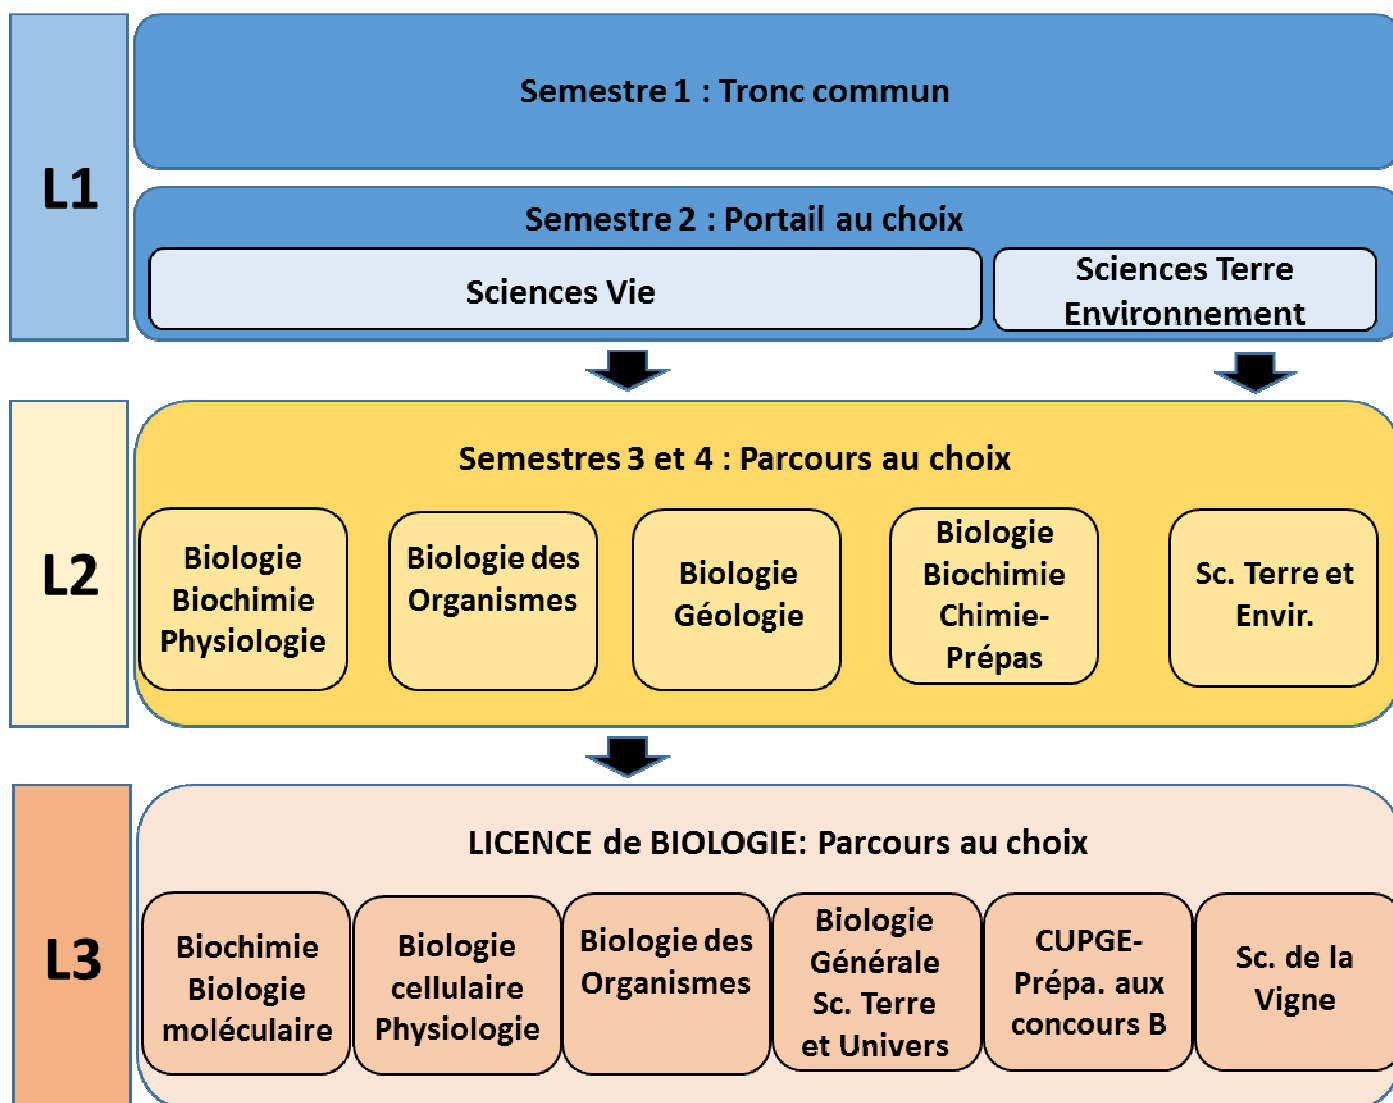 L1
Semestre 1 : Tronc commun
Semestre 2 : Portail au choix
Sciences Vie
Sciences Terre
Environnement
L2
Semestres 3 et 4 : Parcours au choix
Biologie
Biochimie
Physiologie
Biologie des
Organismes
Biologie
Géologie
Biologie
Biochimie
Chimie-
Prépas
Sc. Terre et
Envir.
L3
LICENCE de BIOLOGIE: Parcours au choix
Biochimie
Biologie
moléculaire
Biologie
cellulaire
Physiologie
Biologie des
Organismes
Biologie
Générale
Sc. Terre
et Univers
CUPGE-
Prépa. aux
concours B
Sc. de la
Vigne